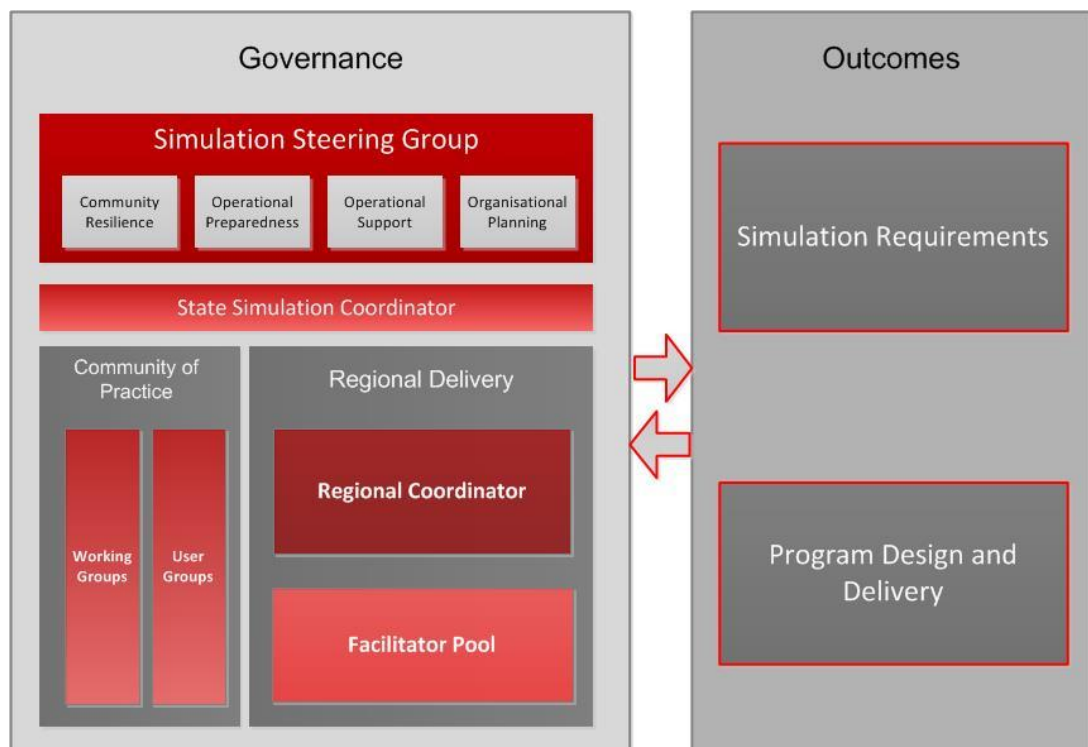 Governance
Simulation Steering Group
Community
Resilience
Operational
Preparedness
Operational
Support
Organisational
Planning
State Simulation Coordinator
Community of
Practice
Working
Groups
User
Groups
Regional Delivery
Regional Coordinator
Facilitator Pool
Outcomes
Simulation Requirements
Program Design and
Delivery